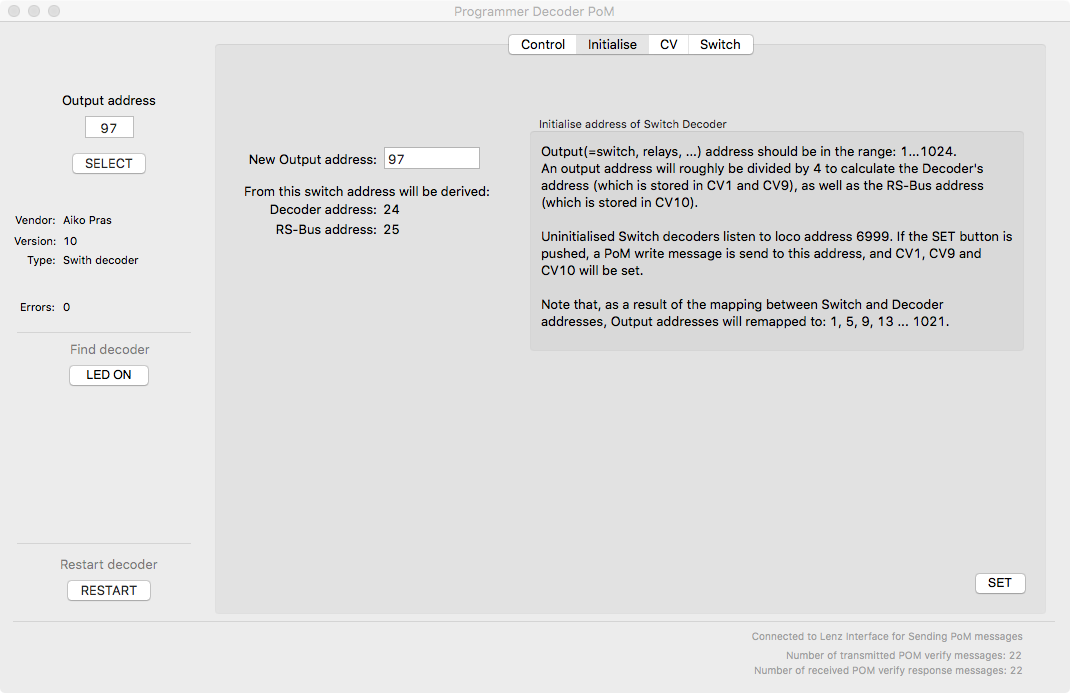 Programmer Decoder PoM
Control Initialise CV Switch
Output address
97
SELECT
Vendor: Aiko Pras
Version: 10
Type: Swith decoder
Errors: 0
Find decoder
LED ON
Restart decoder
RESTART
New Output address: 97
From this switch address will be derived:
Decoder address: 24
RS-Bus address: 25
Initialise address of Switch Decoder
Output(=switch, relays, ...) address should be in the range: 1...1024.
An output address will roughly be divided by 4 to calculate the Decoder's
address (which is stored in CV1 and CV9), as well as the RS-Bus address
(which is stored in CV10).
Uninitialised Switch decoders listen to loco address 6999. If the SET button is
pushed, a PoM write message is send to this address, and CV1, CV9 and
CV10 will be set.
Note that, as a result of the mapping between Switch and Decoder
addresses, Output addresses will remapped to: 1, 5, 9, 13 ... 1021.
SET
Connected to Lenz Interface for Sending PoM messages
Number of transmitted POM verify messages: 22
Number of received POM verify response messages: 22